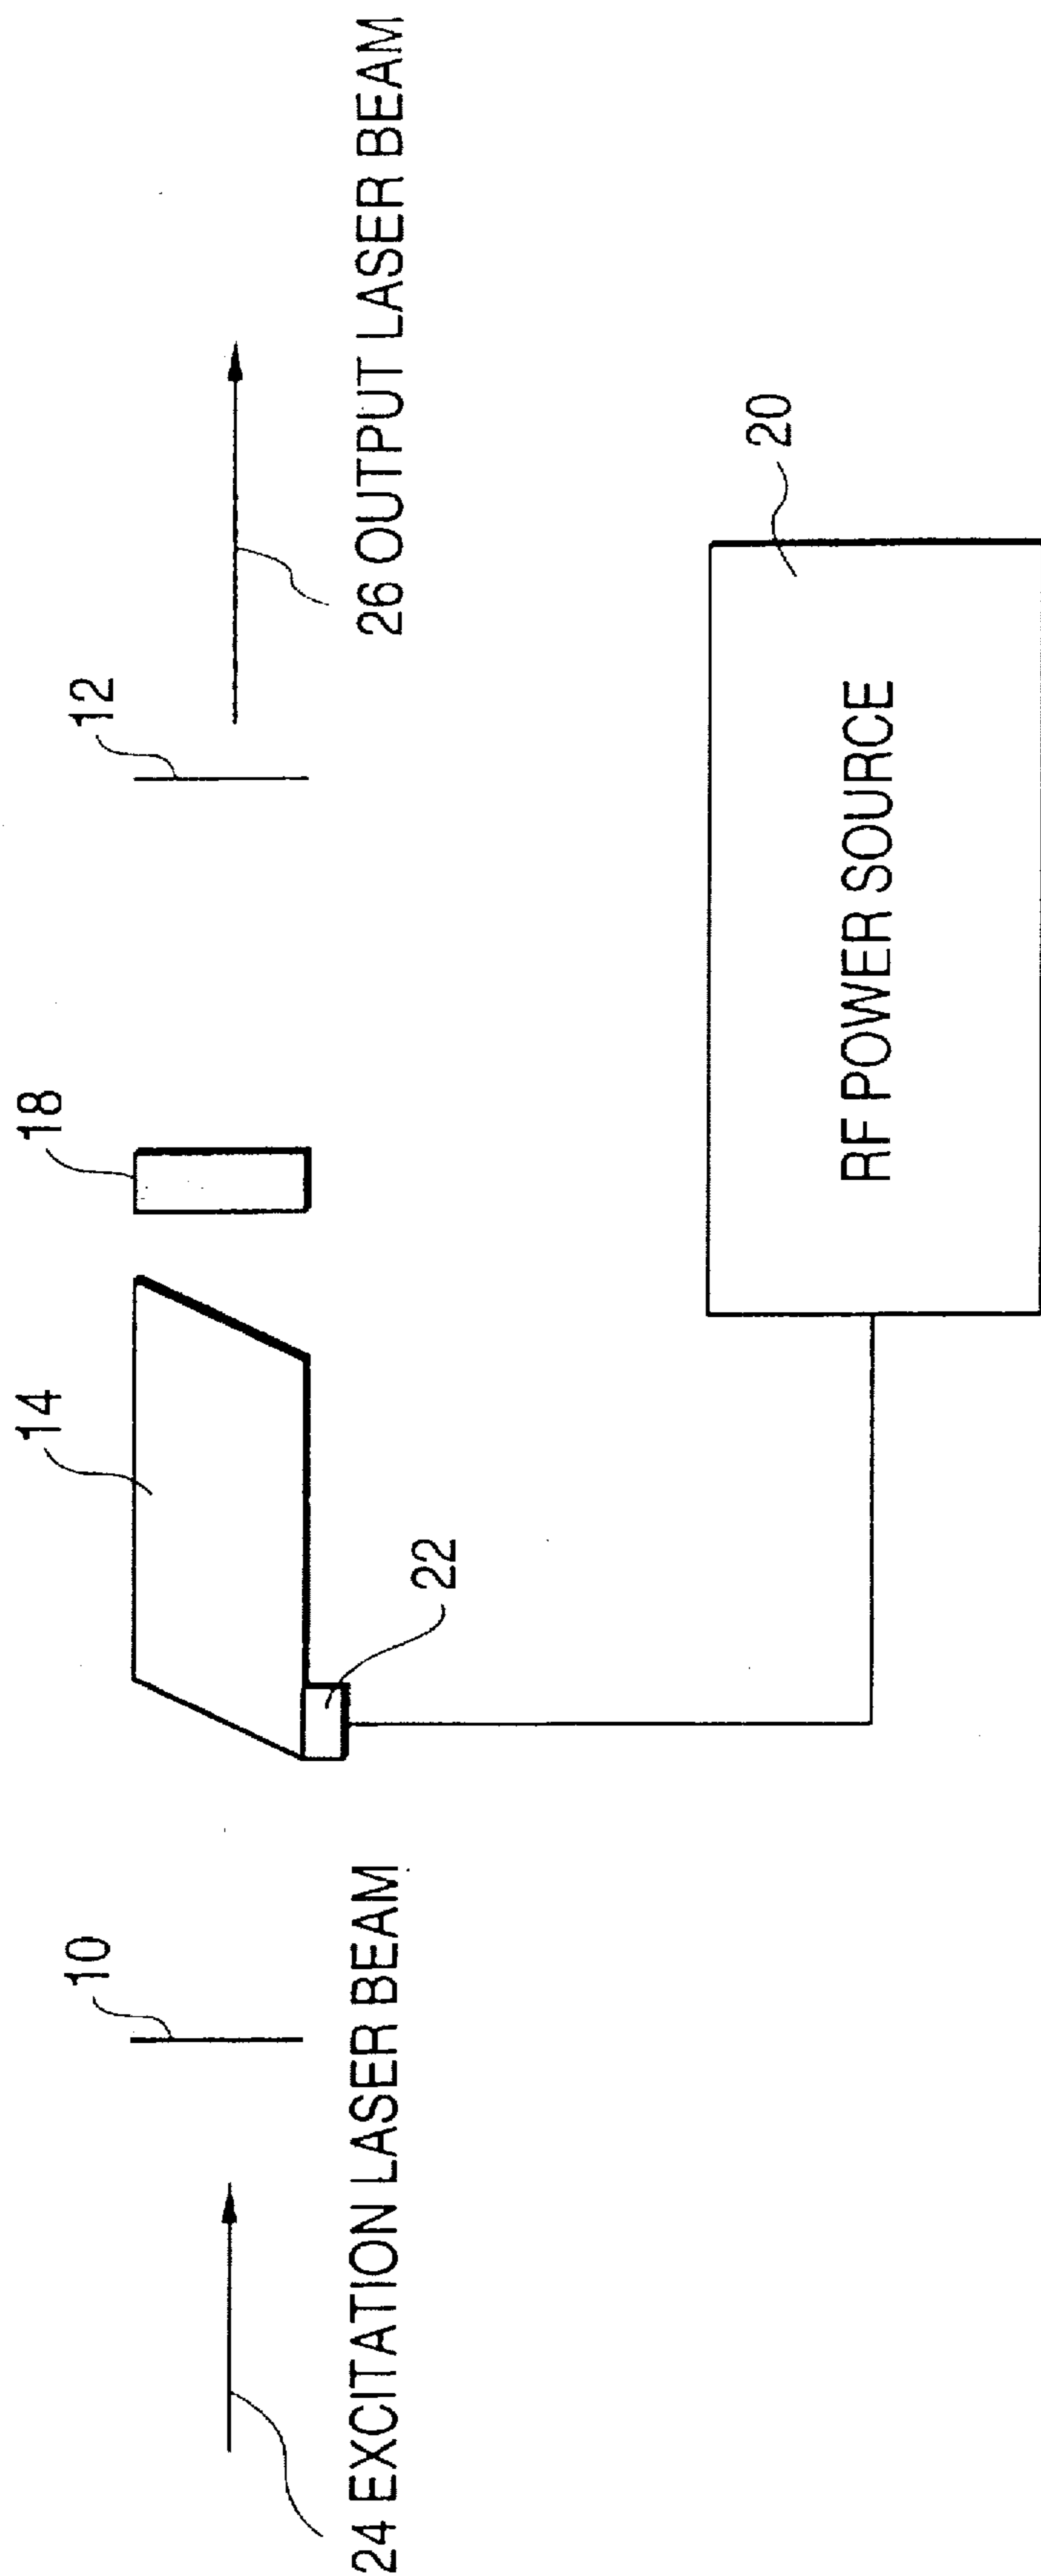 10
14
18
12
22
24 EXCITATION LASER BEAM
26 OUTPUT LASER BEAM
20
RF POWER SOURCE